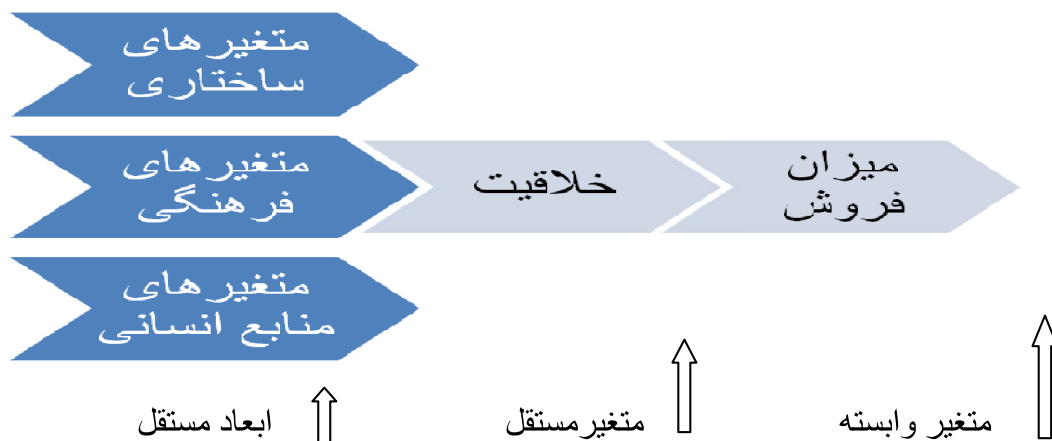 متغیرهای
ساختاری
متغیرهای
فرهنگی
خلاقیت
میزان
فروش
متغیرهای
منابع انسانی
ابعاد مستقل
متغیرمستقل
متغیر وابسته